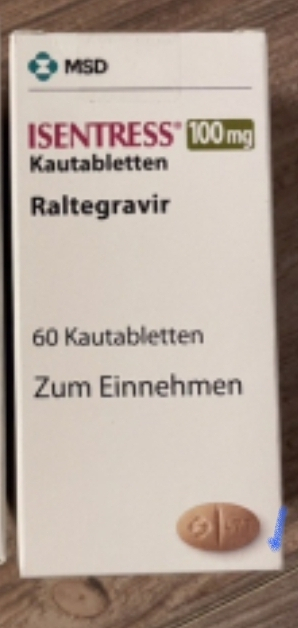 MSD
ISENTRESS® 100 mg
Kautabletten
Raltegravir
60 Kautabletten
Zum Einnehmen